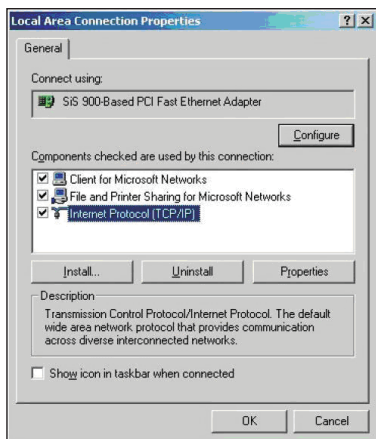 Local Area Connection Properties
General
Connect using:
SiS 900-Based PCI Fast Ethernet Adapter
Configure
Components checked are used by this connection:
Client for Microsoft Networks
File and Printer Sharing for Microsoft Networks
Internet Protocol (TCP/IP)
Install... Uninstall Properties
Description
Transmission Control Protocol/Internet Protocol. The default
wide area network protocol that provides communication
across diverse interconnected networks.
Show icon in taskbar when connected
OK Cancel